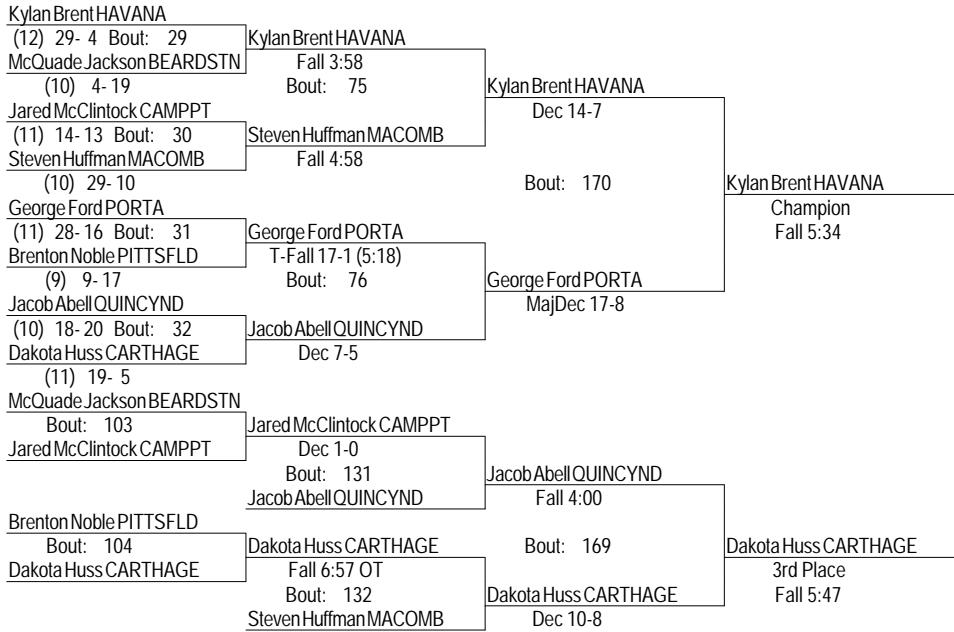 Kylan Brent HAVANA
(12) 29- 4 Bout: 29 Kylan Brent HAVANA
McQuade Jackson BEARDSTN Fall 3:58
(10) 4- 19 Bout: 75 Kylan Brent HAVANA
Jared McClintock CAMPPT Dec 14-7
(11) 14- 13 Bout: 30 Steven Huffman MACOMB
Steven Huffman MACOMB Fall 4:58
(10) 29- 10 Bout: 170 Kylan Brent HAVANA
George Ford PORTA Champion
(11) 28- 16 Bout: 31 George Ford PORTA Fall 5:34
Brenton Noble PITTSFLD T-Fall 17-1 (5:18)
(9) 9- 17 Bout: 76 George Ford PORTA
Jacob Abell QUINCYND MajDec 17-8
(10) 18- 20 Bout: 32 Jacob Abell QUINCYND
Dakota Huss CARTHAGE Dec 7-5
(11) 19- 5
McQuade Jackson BEARDSTN
Bout: 103 Jared McClintock CAMPPT
Jared McClintock CAMPPT Dec 1-0
Bout: 131 Jacob Abell QUINCYND
Jacob Abell QUINCYND Fall 4:00
Brenton Noble PITTSFLD
Bout: 104 Dakota Huss CARTHAGE Bout: 169 Dakota Huss CARTHAGE
Dakota Huss CARTHAGE Fall 6:57 OT 3rd Place
Bout: 132 Dakota Huss CARTHAGE Fall 5:47
Steven Huffman MACOMB Dec 10-8